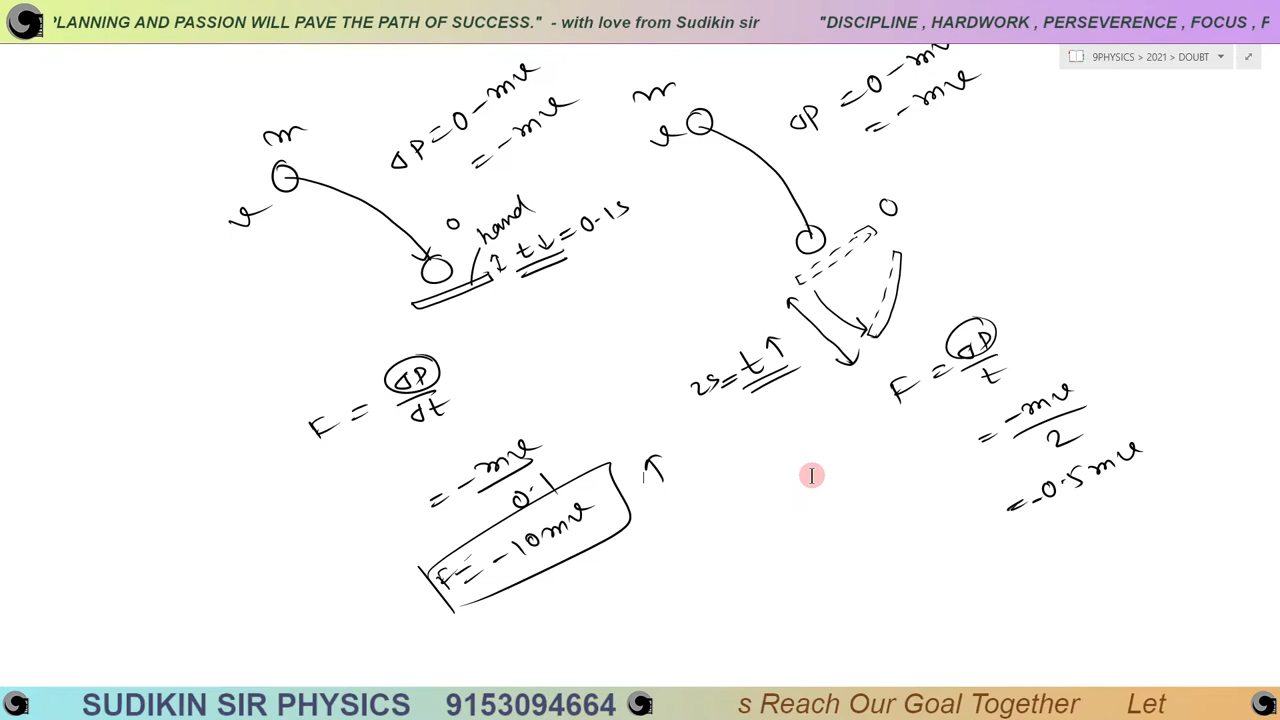 PLANNING AND PASSION WILL PAVE THE PATH OF SUCCESS." - with love from Sudikin sir "DISCIPLINE , HARDWORK , PERSEVERENCE , FOCUS ,
9PHYSICS > 2021 > DOUBT
m
v
ΔP = 0 - mv
= - mv
0
hand
t↓ = 0.1s
F = ΔP/Δt
= -mv/0.1
F = -10mv ↑
m
v
ΔP = 0 - mv
= - mv
0
2s = t↑
F = ΔP/t
= -mv/2
= -0.5mv
SUDIKIN SIR PHYSICS 9153094664 s Reach Our Goal Together Let